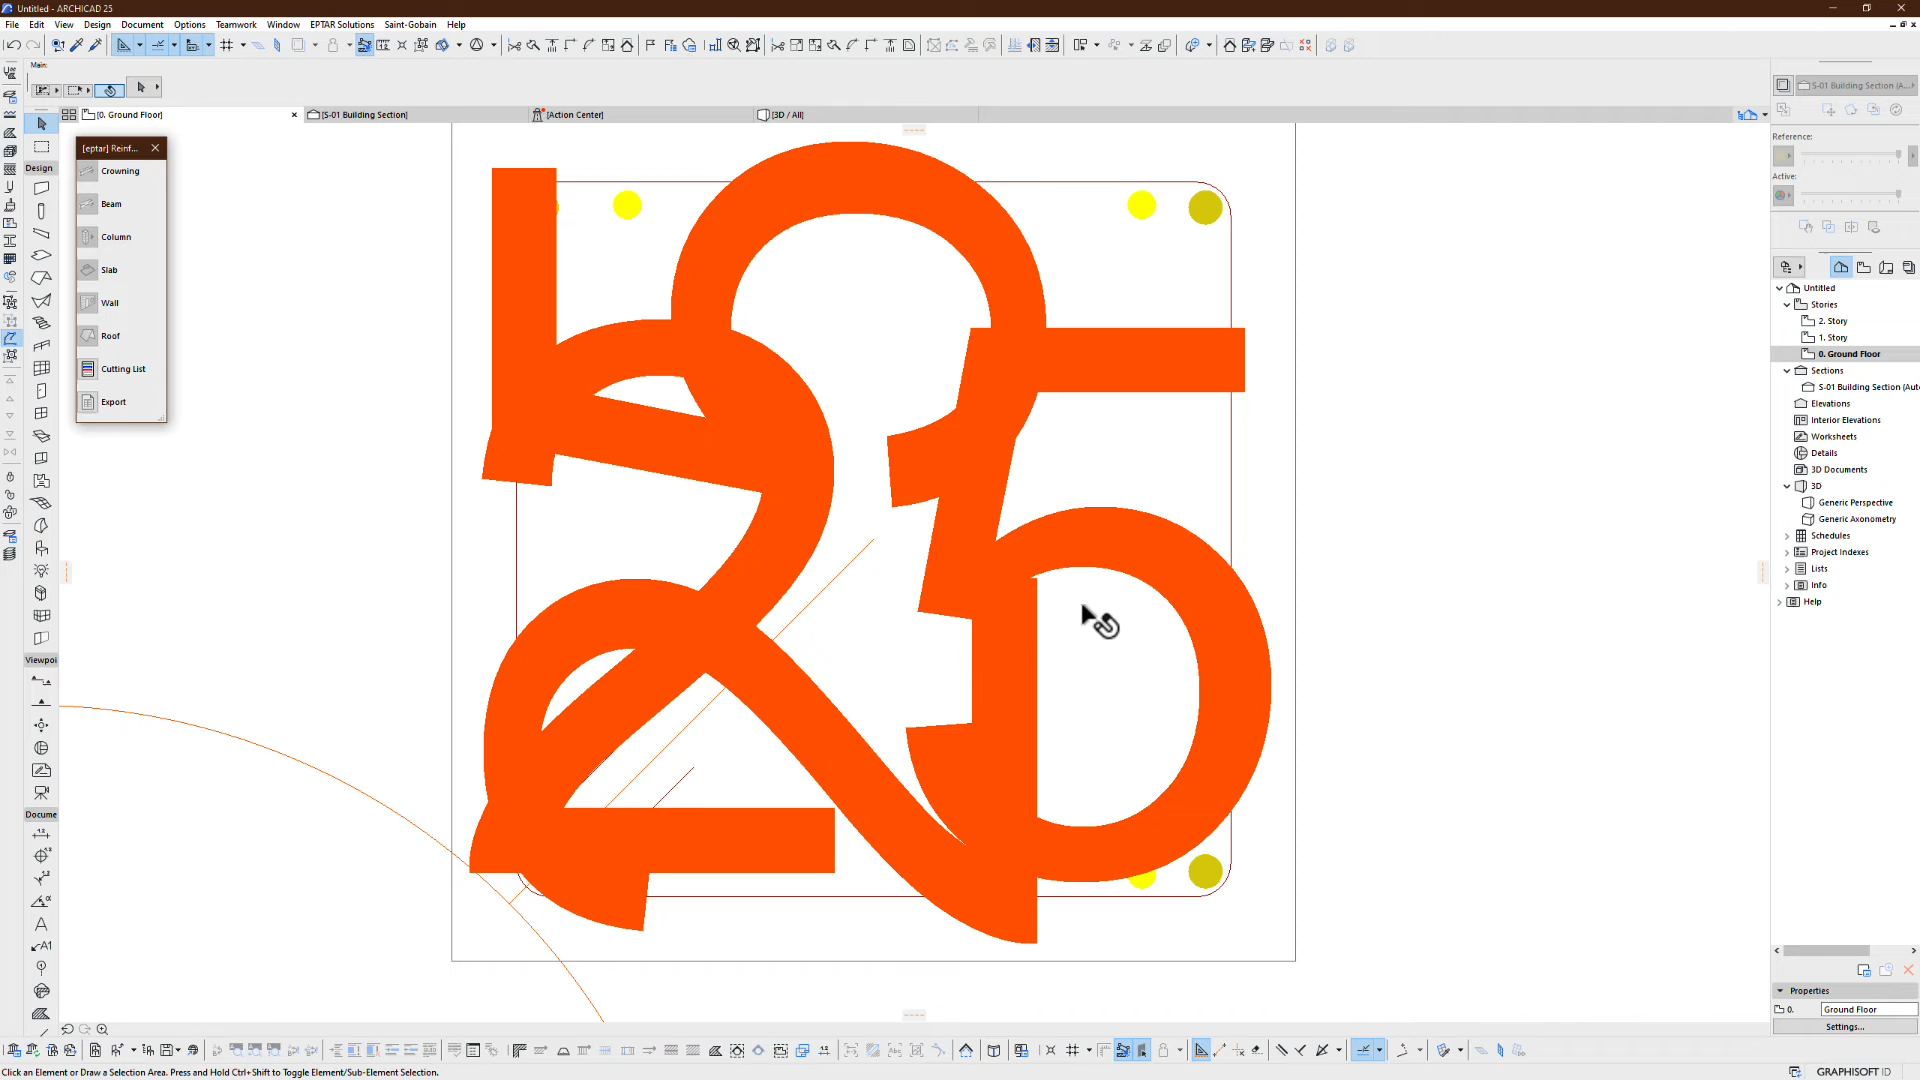 Untitled - ARCHICAD 25
File Edit View Design Document Options Teamwork Window EPTAR Solutions Saint-Gobain Help
Main:
[0. Ground Floor]
[S-01 Building Section]
[Action Center]
[3D / All]
[eptar] Reinf...
Crowning
Beam
Column
Slab
Wall
Roof
Cutting List
Export
Design
Viewpoi
Docume
A
A1
S-01 Building Section (A...
Reference:
Active:
Untitled
Stories
2. Story
1. Story
0. Ground Floor
Sections
S-01 Building Section (Aut
Elevations
Interior Elevations
Worksheets
Details
3D Documents
3D
Generic Perspective
Generic Axonometry
Schedules
Project Indexes
Lists
Info
Help
Properties
0.
Ground Floor
Settings...
Click an Element or Draw a Selection Area. Press and Hold Ctrl+Shift to Toggle Element/Sub-Element Selection.
GRAPHISOFT ID